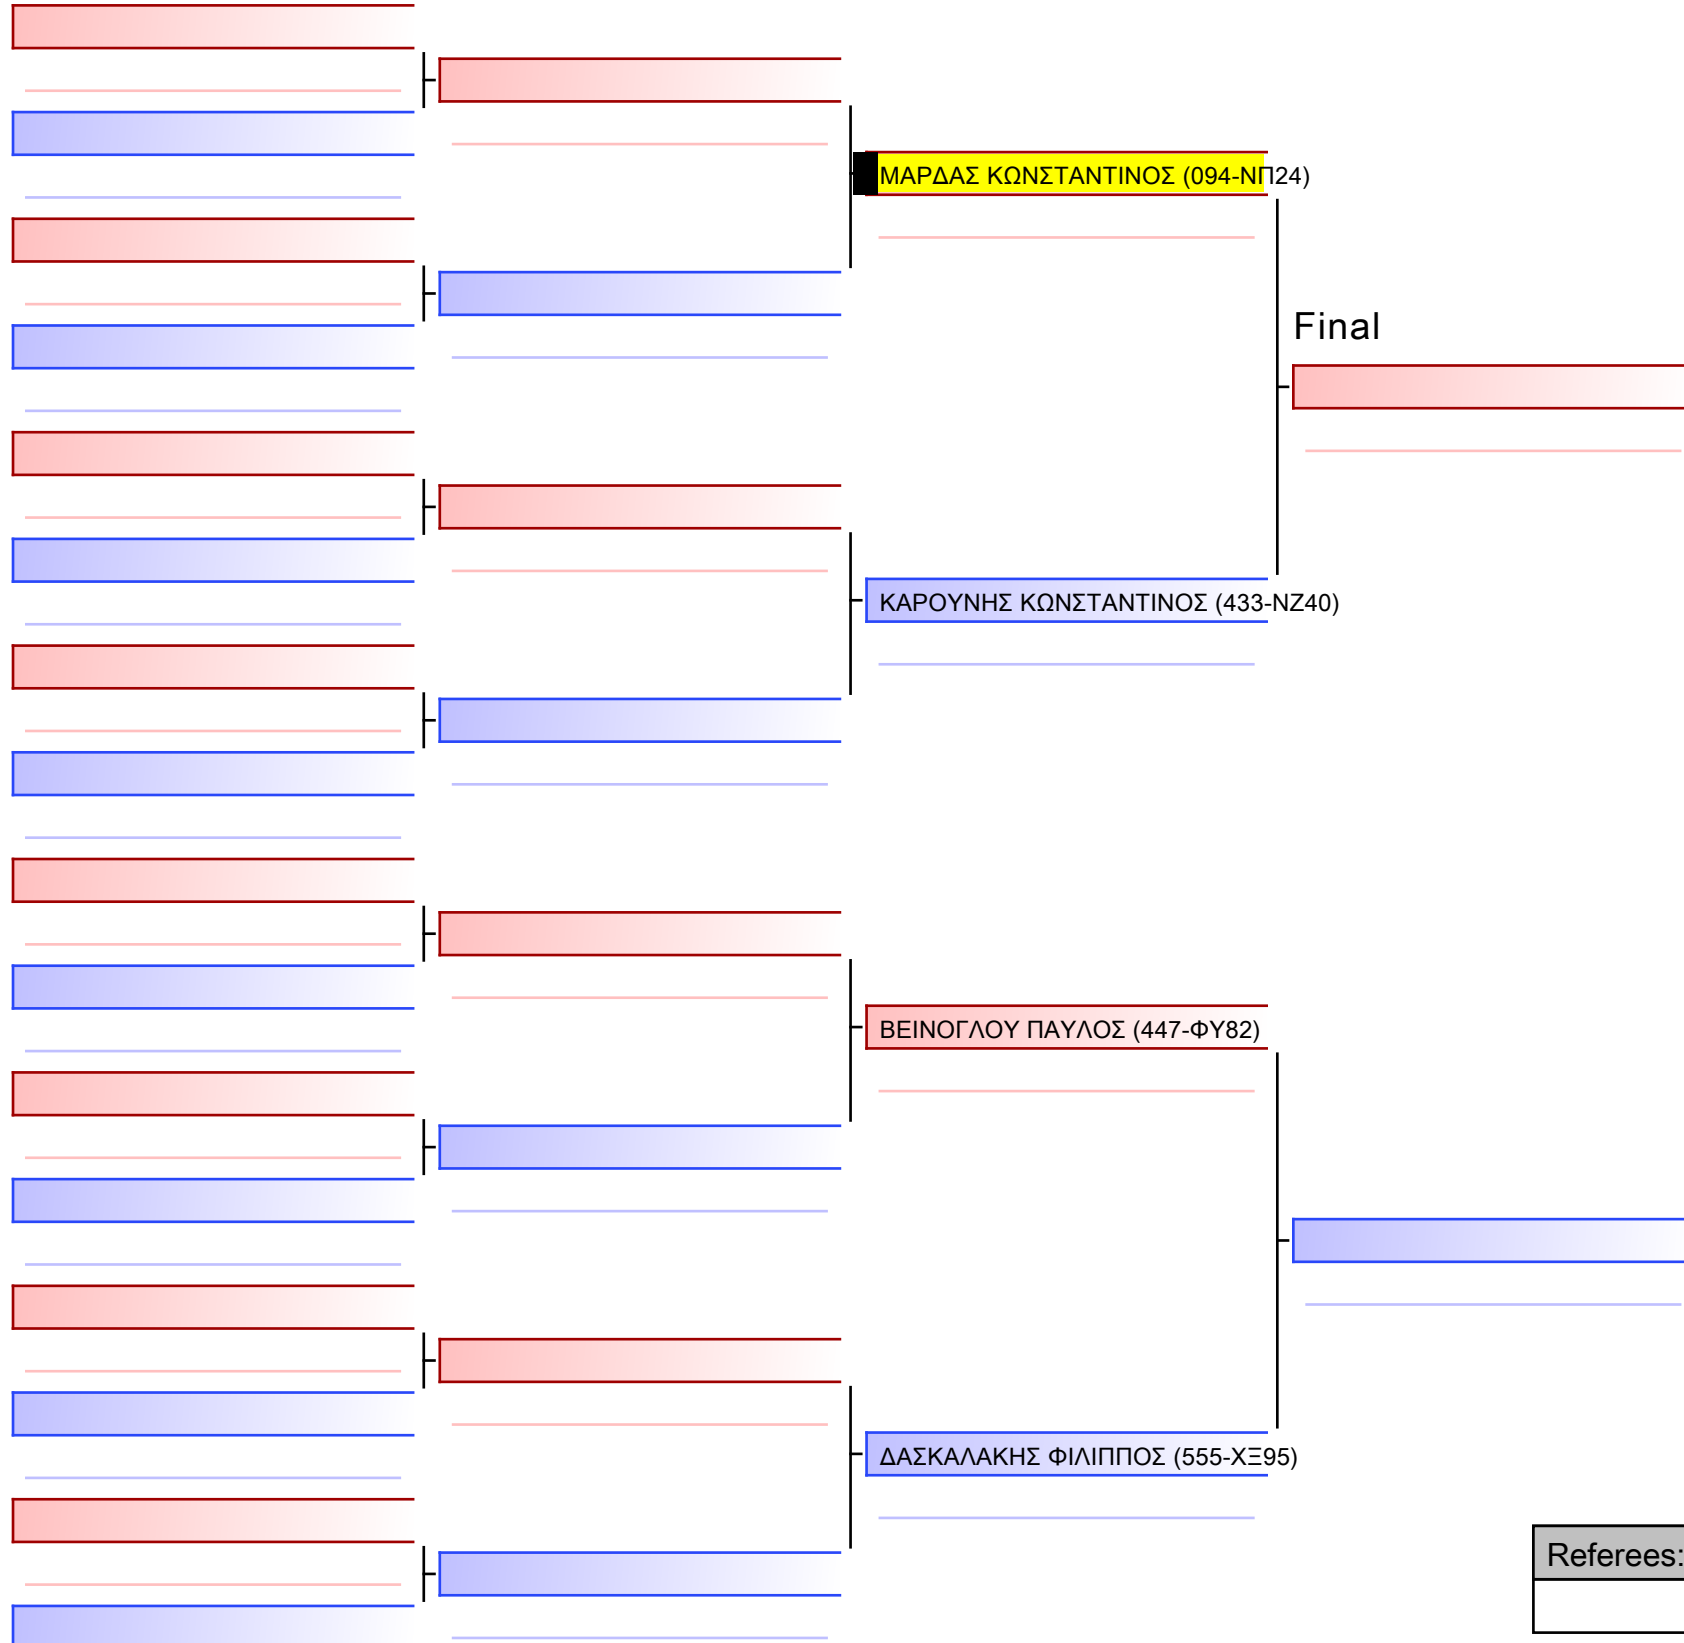 ΜΑΡΔΑΣ ΚΩΝΣΤΑΝΤΙΝΟΣ (094-ΝΠ24)
Final
ΚΑΡΟΥΝΗΣ ΚΩΝΣΤΑΝΤΙΝΟΣ (433-ΝΖ40)
ΒΕΙΝΟΓΛΟΥ ΠΑΥΛΟΣ (447-ΦΥ82)
ΔΑΣΚΑΛΑΚΗΣ ΦΙΛΙΠΠΟΣ (555-ΧΞ95)
Referees: